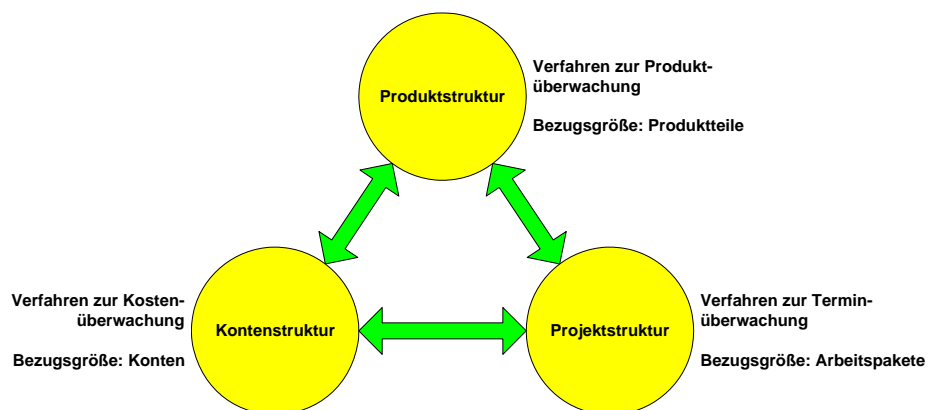 Produktstruktur
Verfahren zur Produkt-
überwachung
Bezugsgröße: Produktteile
Verfahren zur Kosten-
überwachung
Bezugsgröße: Konten
Kontenstruktur
Projektstruktur
Verfahren zur Termin-
überwachung
Bezugsgröße: Arbeitspakete